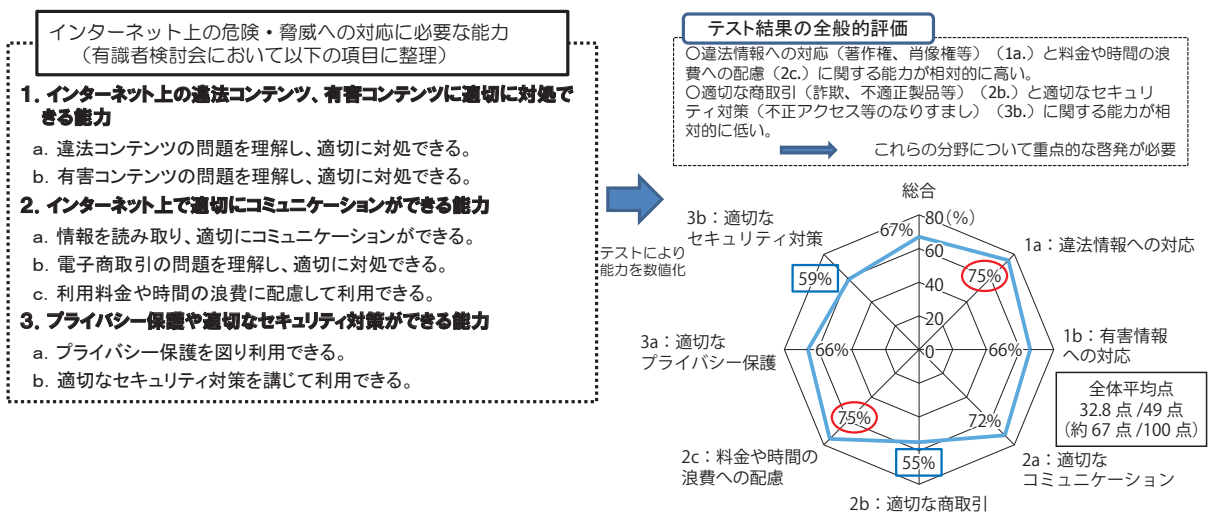 インターネット上の危険・脅威への対応に必要な能力
（有識者検討会において以下の項目に整理）
1. インターネット上の違法コンテンツ、有害コンテンツに適切に対処で
きる能力
a. 違法コンテンツの問題を理解し、適切に対処できる。
b. 有害コンテンツの問題を理解し、適切に対処できる。
2. インターネット上で適切にコミュニケーションができる能力
a. 情報を読み取り、適切にコミュニケーションができる。
b. 電子商取引の問題を理解し、適切に対処できる。
c. 利用料金や時間の浪費に配慮して利用できる。
3. プライバシー保護や適切なセキュリティ対策ができる能力
a. プライバシー保護を図り利用できる。
b. 適切なセキュリティ対策を講じて利用できる。
テストにより
能力を数値化
テスト結果の全般的評価
○違法情報への対応（著作権、肖像権等）（1a.）と料金や時間の浪
費への配慮（2c.）に関する能力が相対的に高い。
○適切な商取引（詐欺、不適正製品等）（2b.）と適切なセキュリ
ティ対策（不正アクセス等のなりすまし）（3b.）に関する能力が相
対的に低い。
これらの分野について重点的な啓発が必要
総合
80(%)
67%
60
40
20
0
1a：違法情報への対応
75%
1b：有害情報
への対応
66%
全体平均点
32.8 点 /49 点
（約 67 点 /100 点）
2a：適切な
コミュニケーション
72%
2b：適切な商取引
55%
2c：料金や時間の
浪費への配慮
75%
3a：適切な
プライバシー保護
66%
3b：適切な
セキュリティ対策
59%